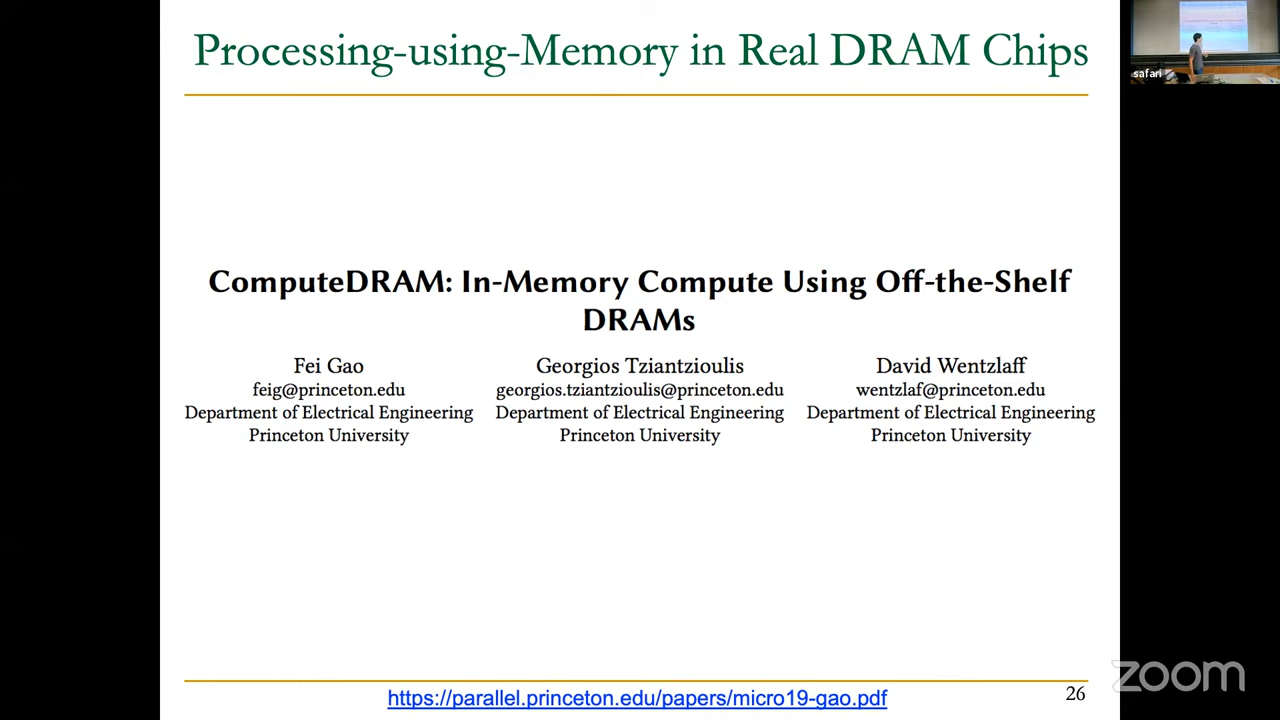 Processing-using-Memory in Real DRAM Chips
safari
ComputeDRAM: In-Memory Compute Using Off-the-Shelf
DRAMs
Fei Gao
feig@princeton.edu
Department of Electrical Engineering
Princeton University
Georgios Tziantzioulis
georgios.tziantzioulis@princeton.edu
Department of Electrical Engineering
Princeton University
David Wentzlaff
wentzlaf@princeton.edu
Department of Electrical Engineering
Princeton University
https://parallel.princeton.edu/papers/micro19-gao.pdf
26
zoom